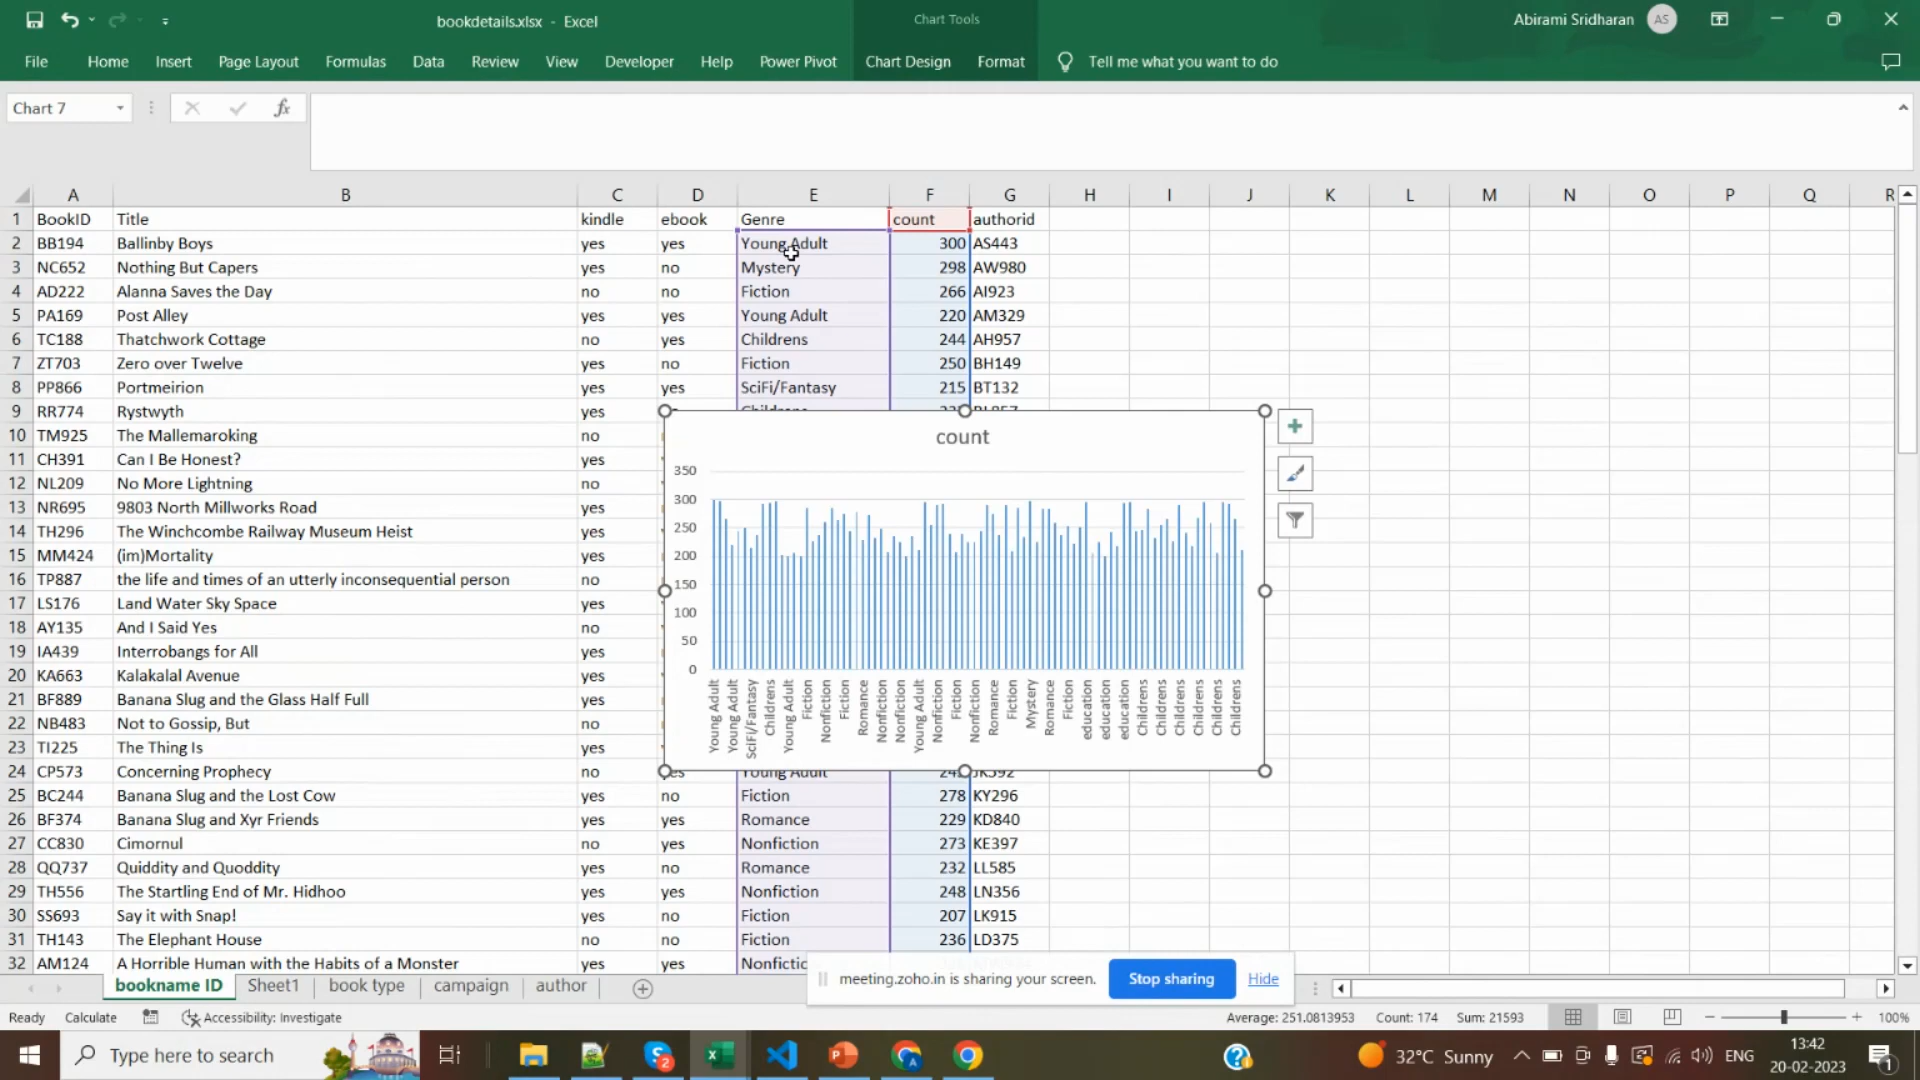 bookdetails.xlsx - Excel
Chart Tools
Abirami Sridharan AS
File Home Insert Page Layout Formulas Data Review View Developer Help Power Pivot Chart Design Format Tell me what you want to do
Chart 7 fx
A B C D E F G H I J K L M N O P Q R
1 BookID Title kindle ebook Genre count authorid
2 BB194 Ballinby Boys yes yes Young Adult 300 AS443
3 NC652 Nothing But Capers yes no Mystery 298 AW980
4 AD222 Alanna Saves the Day no no Fiction 266 AI923
5 PA169 Post Alley yes yes Young Adult 220 AM329
6 TC188 Thatchwork Cottage no yes Childrens 244 AH957
7 ZT703 Zero over Twelve yes no Fiction 250 BH149
8 PP866 Portmeirion yes yes SciFi/Fantasy 215 BT132
9 RR774 Rystwyth yes
10 TM925 The Mallemaroking no
11 CH391 Can I Be Honest? yes
12 NL209 No More Lightning no
13 NR695 9803 North Millworks Road yes
14 TH296 The Winchcombe Railway Museum Heist yes
15 MM424 (im)Mortality yes
16 TP887 the life and times of an utterly inconsequential person no
17 LS176 Land Water Sky Space yes
18 AY135 And I Said Yes no
19 IA439 Interrobangs for All yes
20 KA663 Kalakalal Avenue yes
21 BF889 Banana Slug and the Glass Half Full yes
22 NB483 Not to Gossip, But no
23 TI225 The Thing Is yes
24 CP573 Concerning Prophecy no yes Young Adult
25 BC244 Banana Slug and the Lost Cow yes no Fiction 278 KY296
26 BF374 Banana Slug and Xyr Friends yes yes Romance 229 KD840
27 CC830 Cimornul no yes Nonfiction 273 KE397
28 QQ737 Quiddity and Quoddity yes no Romance 232 LL585
29 TH556 The Startling End of Mr. Hidhoo yes yes Nonfiction 248 LN356
30 SS693 Say it with Snap! yes no Fiction 207 LK915
31 TH143 The Elephant House no no Fiction 236 LD375
32 AM124 A Horrible Human with the Habits of a Monster yes yes
count
350
300
250
200
150
100
50
0
Young Adult Young Adult SciFi/Fantasy Childrens Young Adult Fiction Nonfiction Fiction Romance Nonfiction Nonfiction Young Adult Nonfiction Fiction Nonfiction Romance Fiction Mystery Romance Fiction education education education Childrens Childrens Childrens Childrens Childrens Childrens
meeting.zoho.in is sharing your screen. Stop sharing Hide
bookname ID Sheet1 book type campaign author
Ready Calculate Accessibility: Investigate Average: 251.0813953 Count: 174 Sum: 21593 100%
Type here to search 2 32°C Sunny ENG 13:42
20-02-2023 1